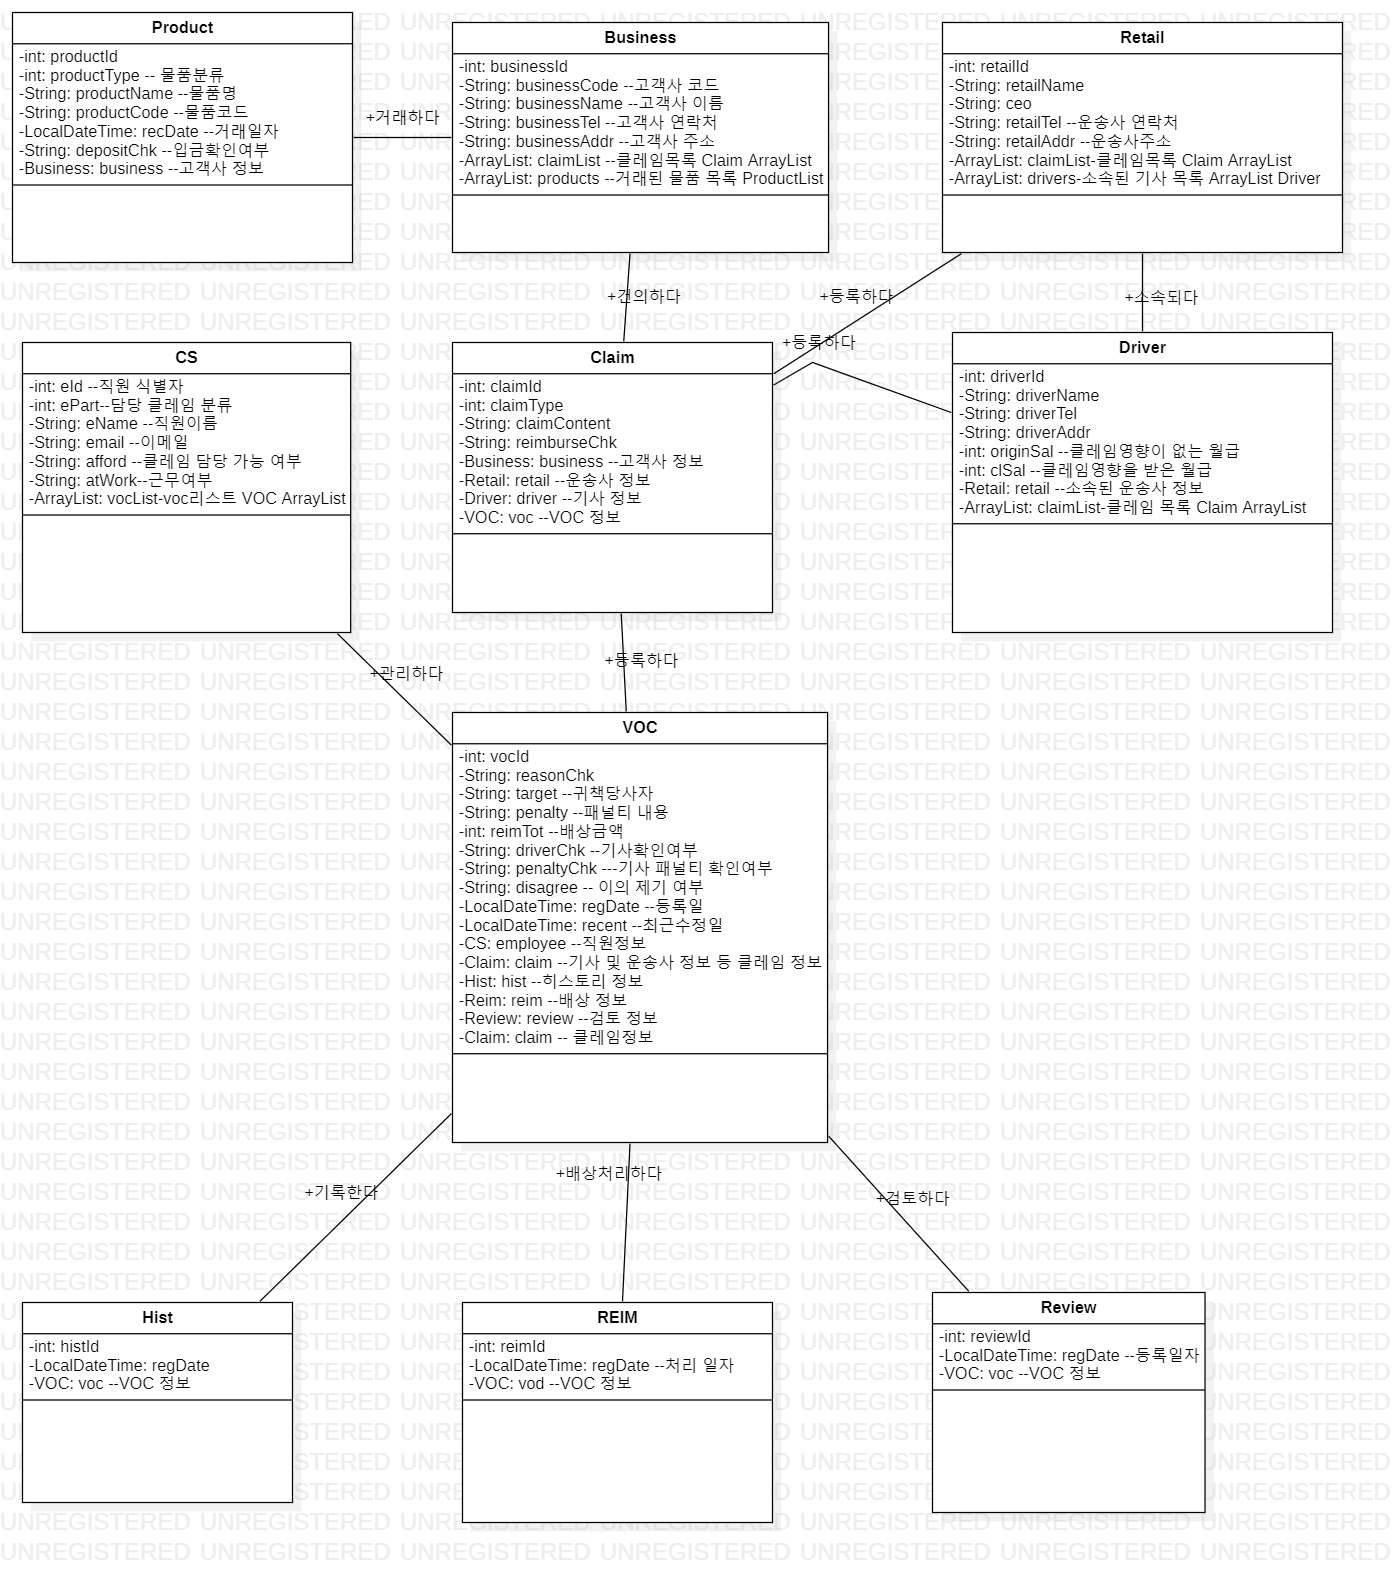 Product
-int: productId
-int: productType -- 물품분류
-String: productName --물품명
-String: productCode --물품코드
-LocalDateTime: recDate --거래일자
-String: depositChk --입금확인여부
-Business: business --고객사 정보
+거래하다
Business
-int: businessId
-String: businessCode --고객사 코드
-String: businessName --고객사 이름
-String: businessTel --고객사 연락처
-String: businessAddr --고객사 주소
-ArrayList: claimList --클레임목록 Claim ArrayList
-ArrayList: products --거래된 물품 목록 ProductList
Retail
-int: retailId
-String: retailName
-String: ceo
-String: retailTel --운송사 연락처
-String: retailAddr --운송사주소
-ArrayList: claimList-클레임목록 Claim ArrayList
-ArrayList: drivers-소속된 기사 목록 ArrayList Driver
+건의하다
+등록하다
+소속되다
+등록하다
CS
-int: eId --직원 식별자
-int: ePart--담당 클레임 분류
-String: eName --직원이름
-String: email --이메일
-String: afford --클레임 담당 가능 여부
-String: atWork--근무여부
-ArrayList: vocList-voc리스트 VOC ArrayList
Claim
-int: claimId
-int: claimType
-String: claimContent
-String: reimburseChk
-Business: business --고객사 정보
-Retail: retail --운송사 정보
-Driver: driver --기사 정보
-VOC: voc --VOC 정보
Driver
-int: driverId
-String: driverName
-String: driverTel
-String: driverAddr
-int: originSal --클레임영향이 없는 월급
-int: clSal --클레임영향을 받은 월급
-Retail: retail --소속된 운송사 정보
-ArrayList: claimList-클레임 목록 Claim ArrayList
+관리하다
+등록하다
VOC
-int: vocId
-String: reasonChk
-String: target --귀책당사자
-String: penalty --패널티 내용
-int: reimTot --배상금액
-String: driverChk --기사확인여부
-String: penaltyChk ---기사 패널티 확인여부
-String: disagree -- 이의 제기 여부
-LocalDateTime: regDate --등록일
-LocalDateTime: recent --최근수정일
-CS: employee --직원정보
-Claim: claim --기사 및 운송사 정보 등 클레임 정보
-Hist: hist --히스토리 정보
-Reim: reim --배상 정보
-Review: review --검토 정보
-Claim: claim -- 클레임정보
+기록한다
+배상처리하다
+검토하다
Hist
-int: histId
-LocalDateTime: regDate
-VOC: voc --VOC 정보
REIM
-int: reimId
-LocalDateTime: regDate --처리 일자
-VOC: vod --VOC 정보
Review
-int: reviewId
-LocalDateTime: regDate --등록일자
-VOC: voc --VOC 정보